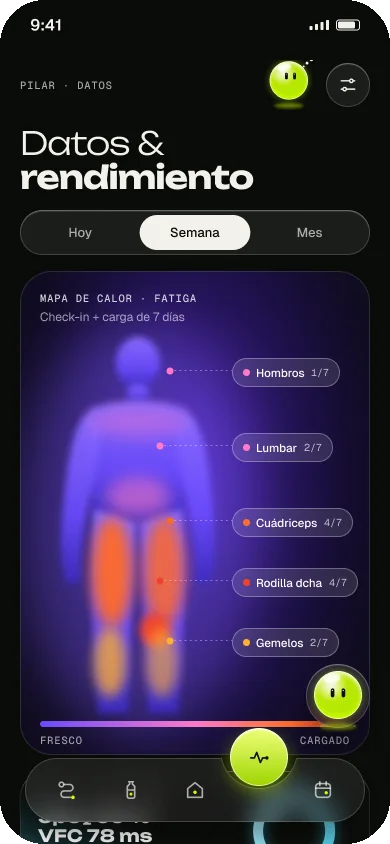 9:41
PILAR · DATOS
Datos &
rendimiento
Hoy
Semana
Mes
MAPA DE CALOR · FATIGA
Check-in + carga de 7 días
Hombros 1/7
Lumbar 2/7
Cuádriceps 4/7
Rodilla dcha 4/7
Gemelos 2/7
FRESCO
CARGADO
VFC 78 ms